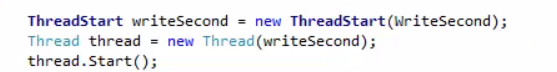 ThreadStart writeSecond = new ThreadStart(WriteSecond);
Thread thread = new Thread(writeSecond);
thread.Start();